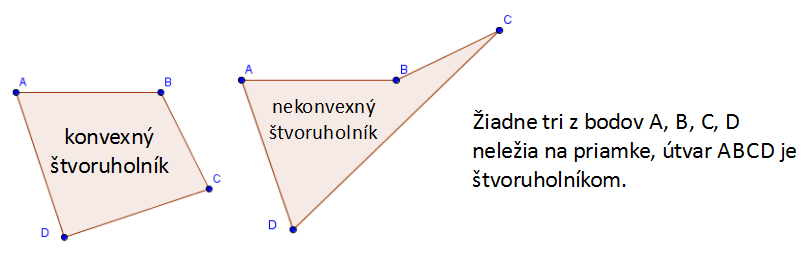 A
B
konvexný
štvoruholník
C
D
C
A
B
nekonvexný
štvoruholník
D
Žiadne tri z bodov A, B, C, D
neležia na priamke, útvar ABCD je
štvoruholníkom.